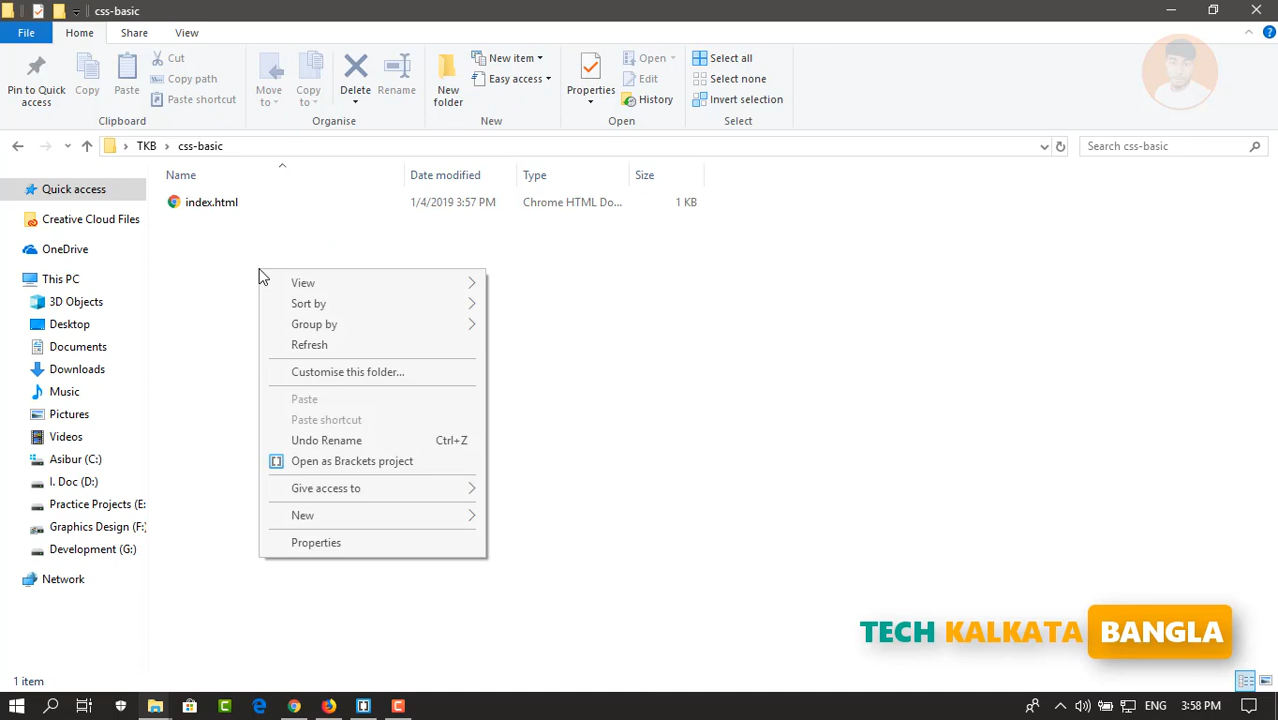 css-basic
File Home Share View
Pin to Quick access
Copy
Paste
Cut
Copy path
Paste shortcut
Clipboard
Move to
Copy to
Delete
Rename
Organise
New folder
New item
Easy access
New
Properties
Open
Edit
History
Open
Select all
Select none
Invert selection
Select
TKB css-basic
Search css-basic
Name Date modified Type Size
index.html 1/4/2019 3:57 PM Chrome HTML Do... 1 KB
Quick access
Creative Cloud Files
OneDrive
This PC
3D Objects
Desktop
Documents
Downloads
Music
Pictures
Videos
Asibur (C:)
I. Doc (D:)
Practice Projects (E:
Graphics Design (F:)
Development (G:)
Network
View
Sort by
Group by
Refresh
Customise this folder...
Paste
Paste shortcut
Undo Rename Ctrl+Z
Open as Brackets project
Give access to
New
Properties
TECH KALKATA BANGLA
1 item
ENG 3:58 PM